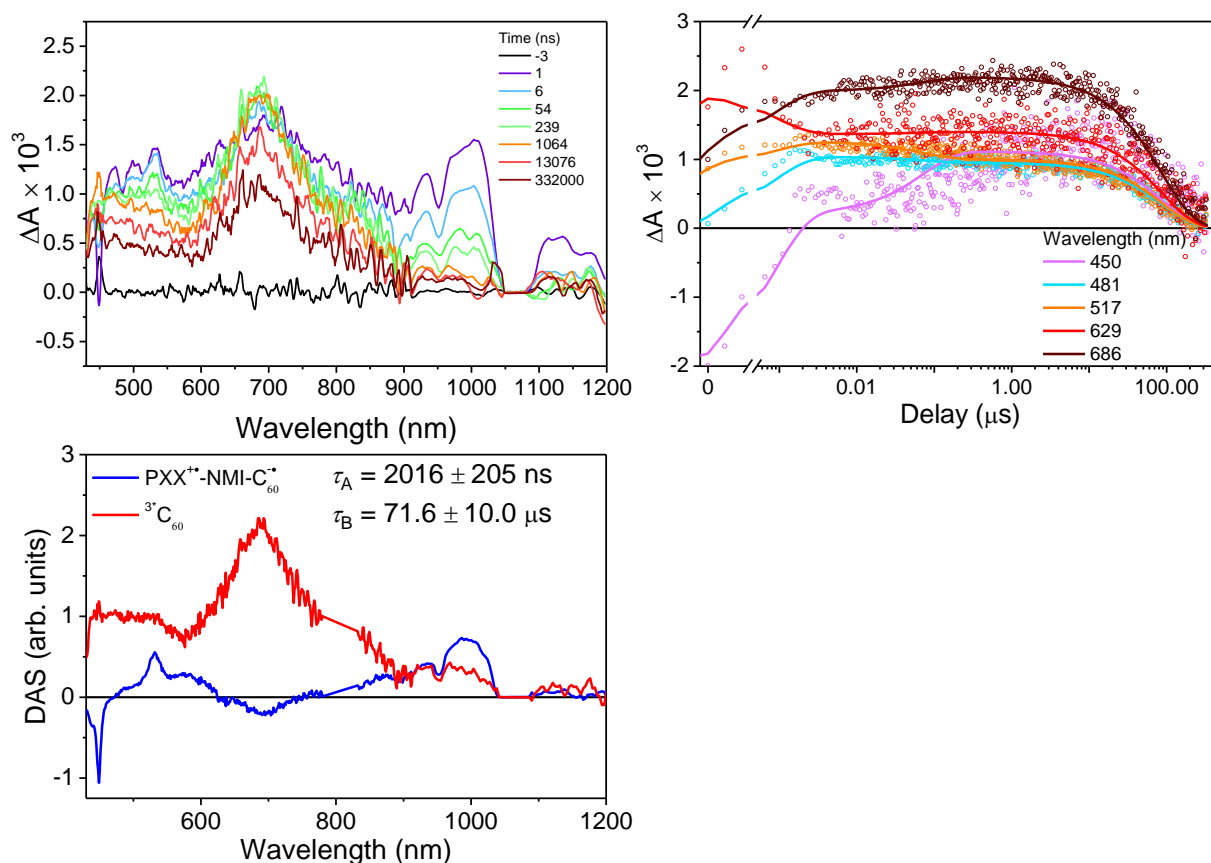 2.5
2.0
1.5
1.0
0.5
0.0
-0.5
ΔA × 10³
500 600 700 800 900 1000 1100 1200
Wavelength (nm)
Time (ns)
-3
1
6
54
239
1064
13076
332000
3
2
1
0
-1
-2
ΔA × 10³
0 0.01 1.00 100.00
Delay (μs)
Wavelength (nm)
450
481
517
629
686
3
2
1
0
-1
DAS (arb. units)
600 800 1000 1200
Wavelength (nm)
PXX⁺•-NMI-C₆₀⁻•
³*C₆₀
τA = 2016 ± 205 ns
τB = 71.6 ± 10.0 μs